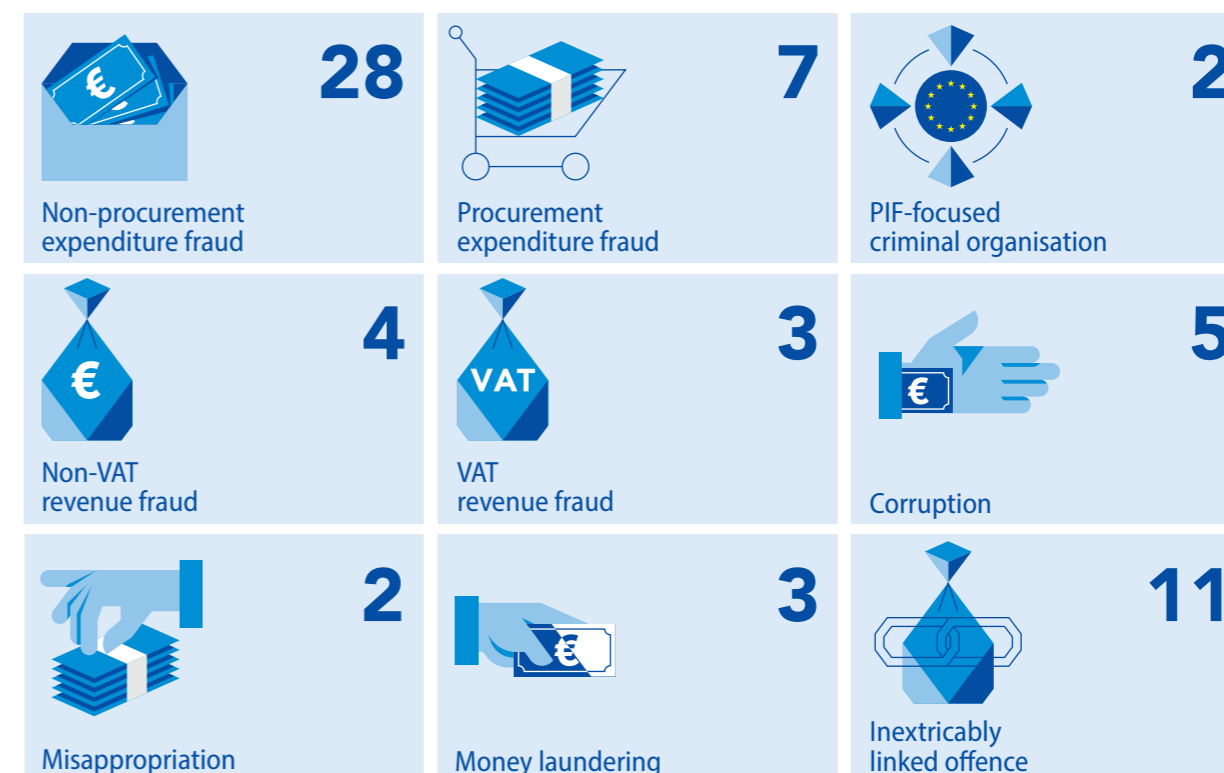 28
€
Non-procurement
expenditure fraud
7
Procurement
expenditure fraud
2
PIF-focused
criminal organisation
4
€
Non-VAT
revenue fraud
3
VAT
VAT
revenue fraud
5
€
Corruption
2
Misappropriation
3
€
Money laundering
11
Inextricably
linked offence